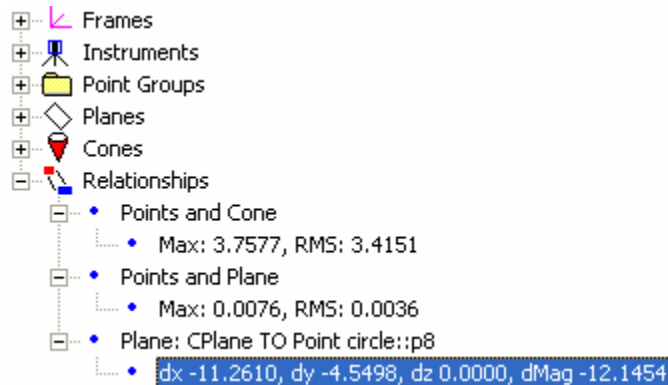 Frames
Instruments
Point Groups
Planes
Cones
Relationships
Points and Cone
Max: 3.7577, RMS: 3.4151
Points and Plane
Max: 0.0076, RMS: 0.0036
Plane: CPlane TO Point circle::p8
dx -11.2610, dy -4.5498, dz 0.0000, dMag -12.1454